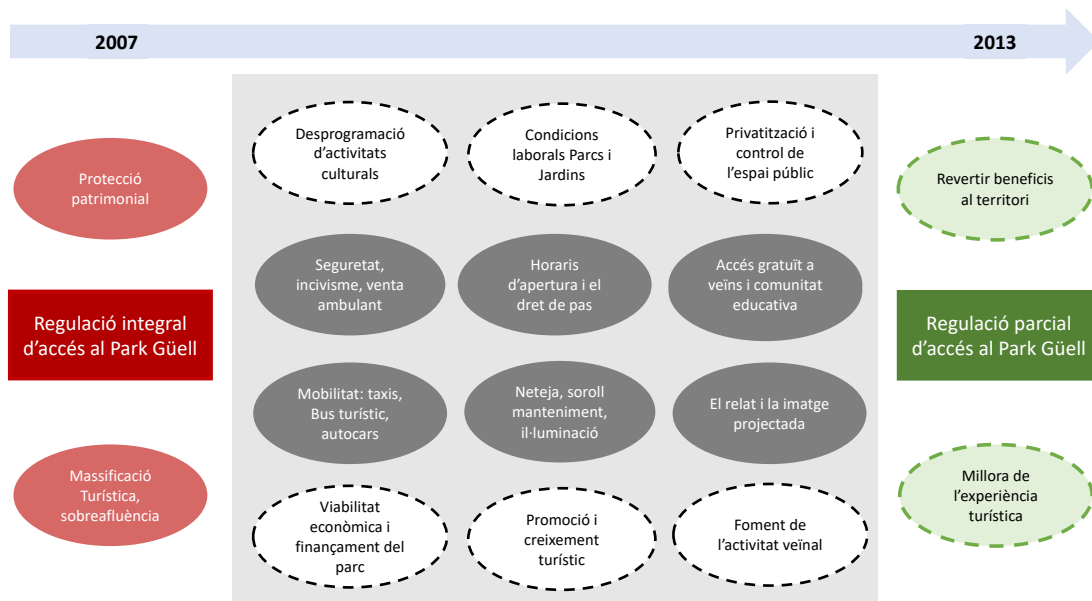 2007
2013
Protecció
patrimonial
Regulació integral
d'accés al Park Güell
Massificació
Turística,
sobreafluència
Desprogramació
d'activitats
culturals
Condicions
laborals Parcs i
Jardins
Privatització i
control de
l'espai públic
Seguretat,
incivisme, venta
ambulant
Horaris
d'apertura i el
dret de pas
Accés gratuït a
veïns i comunitat
educativa
Mobilitat: taxis,
Bus turístic,
autocars
Neteja, soroll
manteniment,
il·luminació
El relat i la imatge
projectada
Viabilitat
econòmica i
finançament del
parc
Promoció i
creixement
turístic
Foment de
l'activitat veïnal
Revertir beneficis
al territori
Regulació parcial
d'accés al Park Güell
Millora de
l'experiència
turística